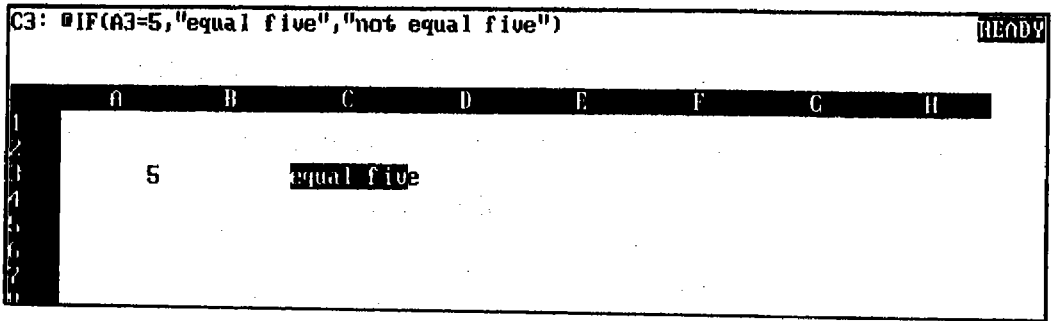 C3: @IF(A3=5,"equal five","not equal five") READY
A B C D E F G H
1
2
3 5 equal five
4
5
6
7
8